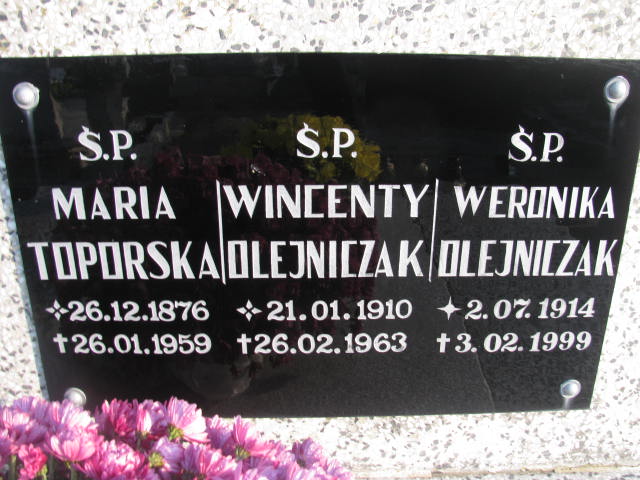 Ś.P.
MARIA
TOPORSKA
✧26.12.1876
†26.01.1959
Ś.P.
WINCENTY
OLEJNICZAK
✧21.01.1910
†26.02.1963
Ś.P.
WERONIKA
OLEJNICZAK
✧2.07.1914
†3.02.1999